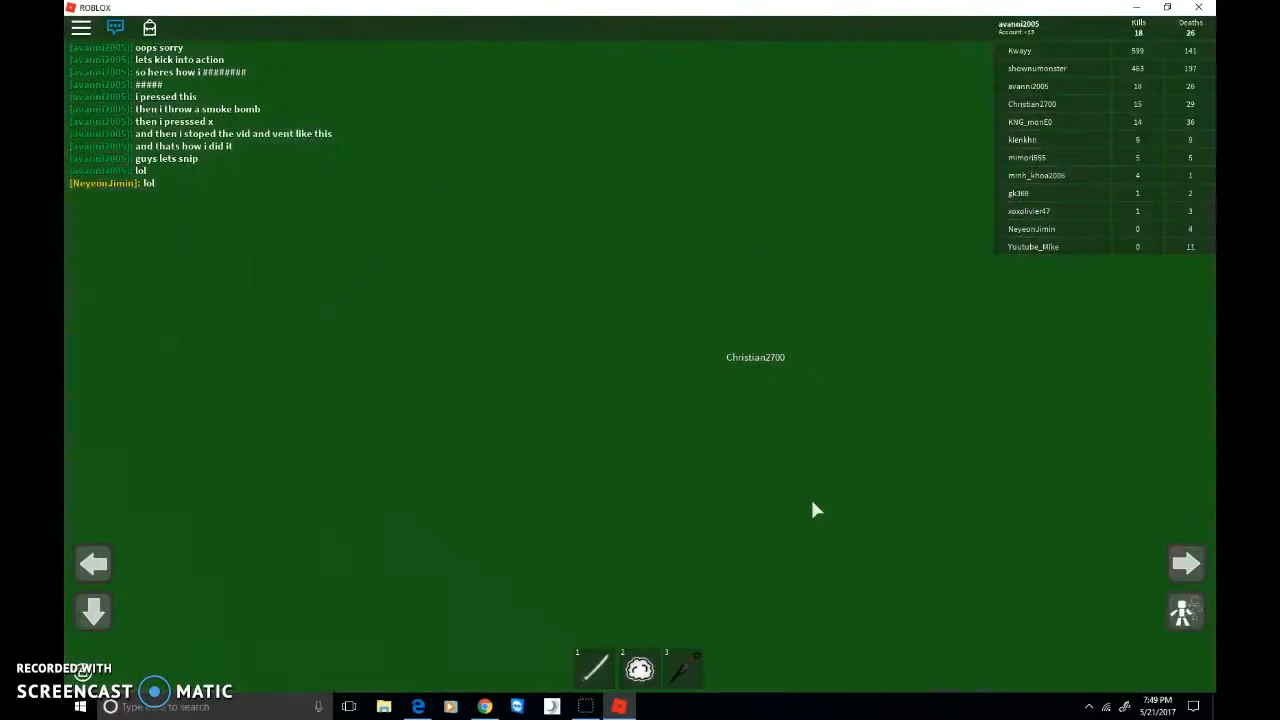 ROBLOX
[avanni2005]: oops sorry
[avanni2005]: lets kick into action
[avanni2005]: so heres how i ########
[avanni2005]: #####
[avanni2005]: i pressed this
[avanni2005]: then i throw a smoke bomb
[avanni2005]: then i presssed x
[avanni2005]: and then i stoped the vid and vent like this
[avanni2005]: and thats how i did it
[avanni2005]: guys lets snip
[avanni2005]: lol
[NeyeonJimin]: lol
avanni2005 Kills Deaths
Account: <13 18 26
Kwayy 599 141
shownumonster 463 197
avanni2005 18 26
Christian2700 15 29
KNG_monE0 14 36
kienkhn 9 9
mimori555 5 5
minh_khoa2006 4 1
gk369 1 2
xoxolivier47 1 3
NeyeonJimin 0 4
Youtube_Mike 0 11
Christian2700
1 2 3
RECORDED WITH
SCREENCAST MATIC
Type here to search
7:49 PM
5/21/2017